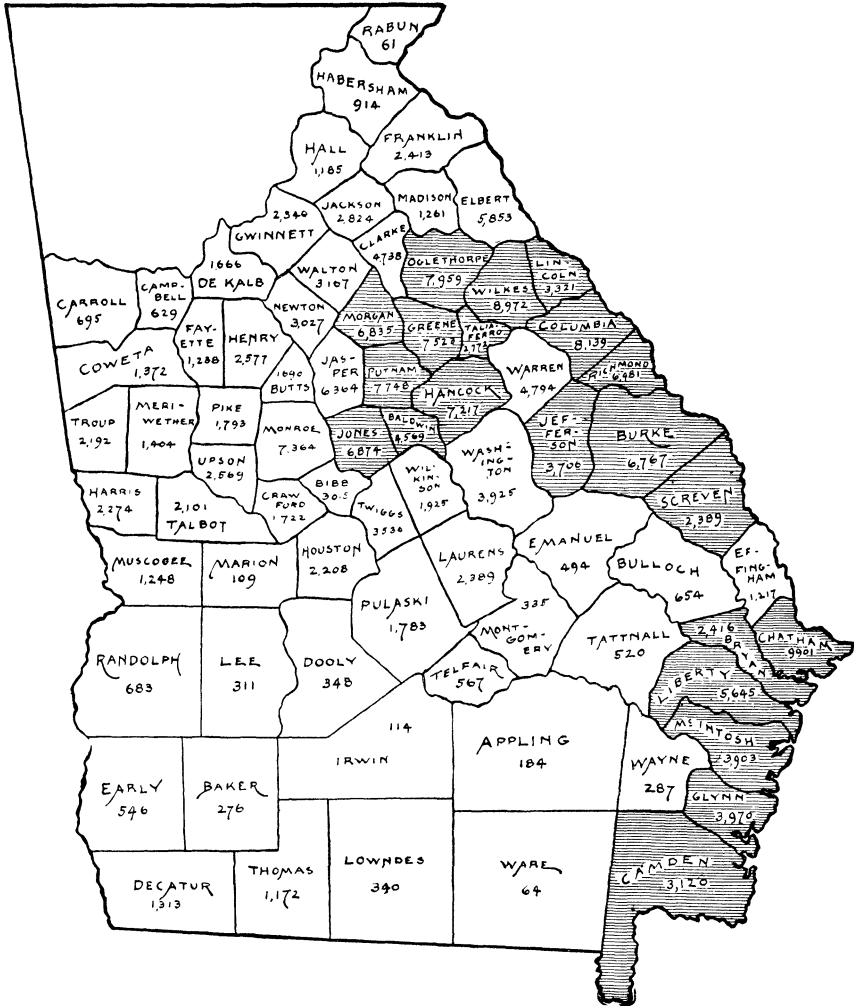 RABUN
61
HABERSHAM
914
HALL
1,185
FRANKLIN
2,413
JACKSON
2,824
MADISON
1,261
ELBERT
5,853
2,340
GWINNETT
CLARKE
4,738
OGLETHORPE
7,959
WILKES
8,972
LIN-
COLN
3,321
1,666
DE KALB
WALTON
3,167
CARROLL
695
CAMP-
BELL
629
FAY-
ETTE
1,288
HENRY
2,577
NEWTON
3,027
MORGAN
6,835
GREENE
TALIA-
FERRO
COLUMBIA
8,139
RICHMOND
6,481
COWETA
1,372
BUTTS
JAS-
PER
6,364
PUTNAM
7,748
HANCOCK
7,217
WARREN
4,794
TROUP
2,192
MERI-
WETHER
1,404
PIKE
1,793
MONROE
7,364
JONES
6,874
BALDWIN
4,569
WASH-
ING-
TON
3,925
JEF-
FER-
SON
3,706
BURKE
6,767
SCREVEN
2,389
UPSON
2,569
HARRIS
2,274
2,101
TALBOT
CRAW
FORD
1,722
BIBB
TWIGGS
3536
WIL-
KIN-
SON
1,925
MUSCOGEE
1,248
MARION
109
HOUSTON
2,208
PULASKI
1,783
LAURENS
2,389
EMANUEL
494
BULLOCH
654
EF-
FING-
HAM
1,217
335
MONT-
GOM-
ERY
TATTNALL
520
2,416
BRYAN
CHATHAM
9901
RANDOLPH
683
LEE
311
DOOLY
348
TELFAIR
567
LIBERTY
5,645
McINTOSH
3,903
114
IRWIN
APPLING
184
WAYNE
287
GLYNN
3,970
EARLY
546
BAKER
276
DECATUR
1,313
THOMAS
1,172
LOWNDES
340
WARE
64
CAMDEN
3,120